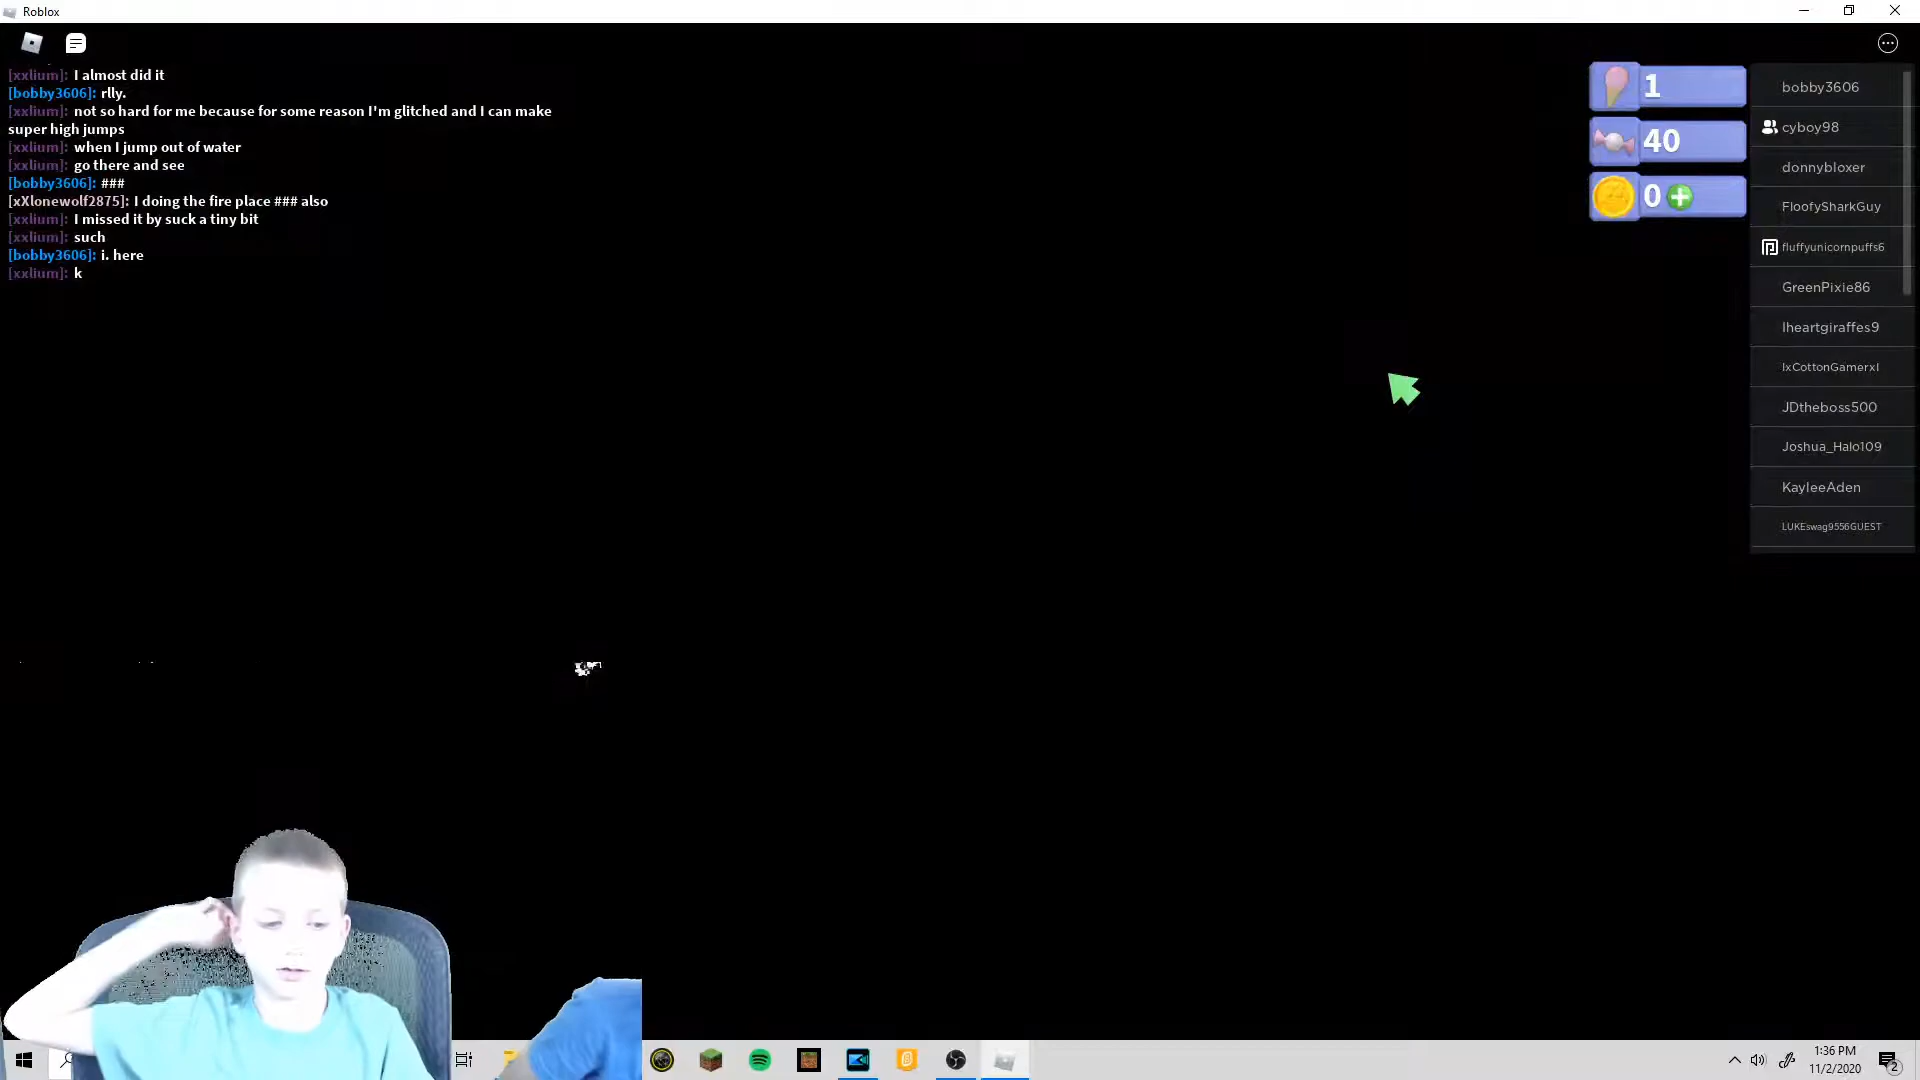 Roblox
[xxlium]: I almost did it
[bobby3606]: rlly.
[xxlium]: not so hard for me because for some reason I'm glitched and I can make
super high jumps
[xxlium]: when I jump out of water
[xxlium]: go there and see
[bobby3606]: ###
[xXlonewolf2875]: I doing the fire place ### also
[xxlium]: I missed it by suck a tiny bit
[xxlium]: such
[bobby3606]: i. here
[xxlium]: k
1
40
0
bobby3606
cyboy98
donnybloxer
FloofySharkGuy
fluffyunicornpuffs6
GreenPixie86
Iheartgiraffes9
IxCottonGamerxI
JDtheboss500
Joshua_Halo109
KayleeAden
LUKEswag9556GUEST
1:36 PM
11/2/2020
2